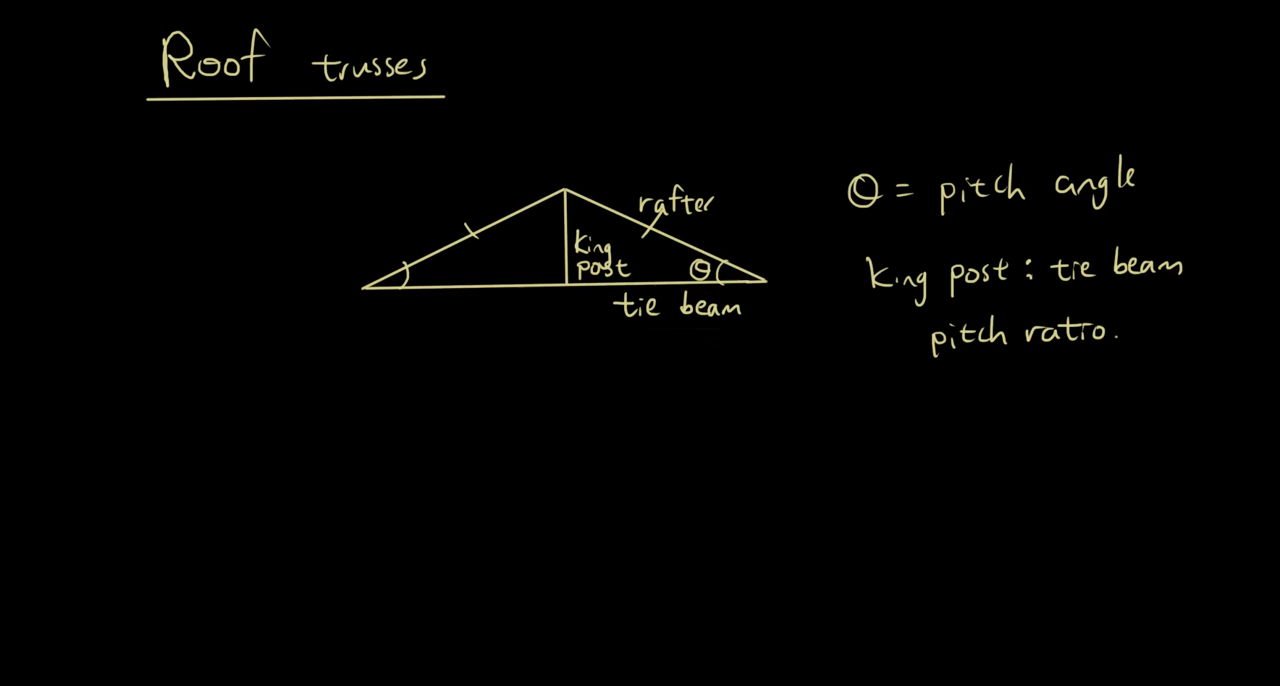 Roof trusses
rafter
king
post
θ
tie beam
θ = pitch angle
king post : tie beam
pitch ratio.